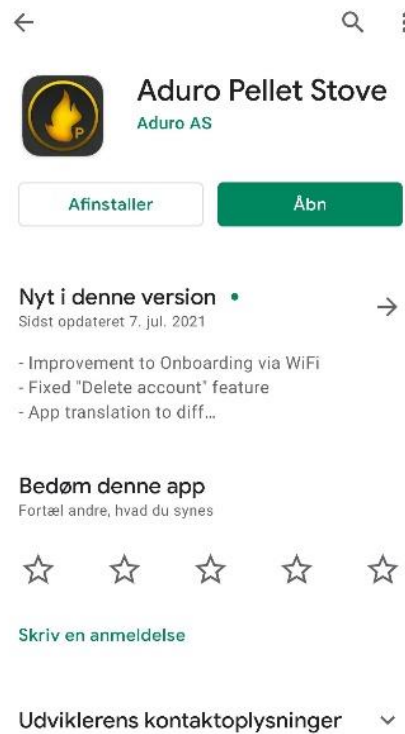 Aduro Pellet Stove
P
Aduro AS
Afinstaller
Åbn
Nyt i denne version
Sidst opdateret 7. jul. 2021
- Improvement to Onboarding via WiFi
- Fixed "Delete account" feature
- App translation to diff...
Bedøm denne app
Fortæl andre, hvad du synes
Skriv en anmeldelse
Udviklerens kontaktoplysninger